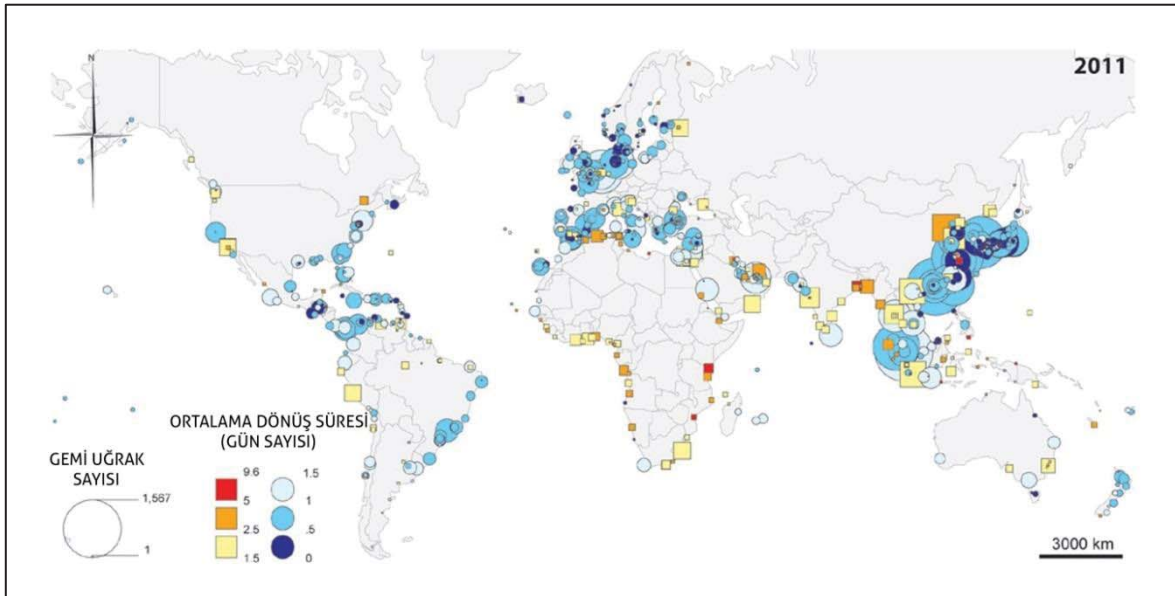 N
2011
ORTALAMA DÖNÜŞ SÜRESİ
(GÜN SAYISI)
GEMİ UĞRAK
SAYISI
1,567
1
9.6
5
2.5
1.5
1.5
1
.5
0
3000 km